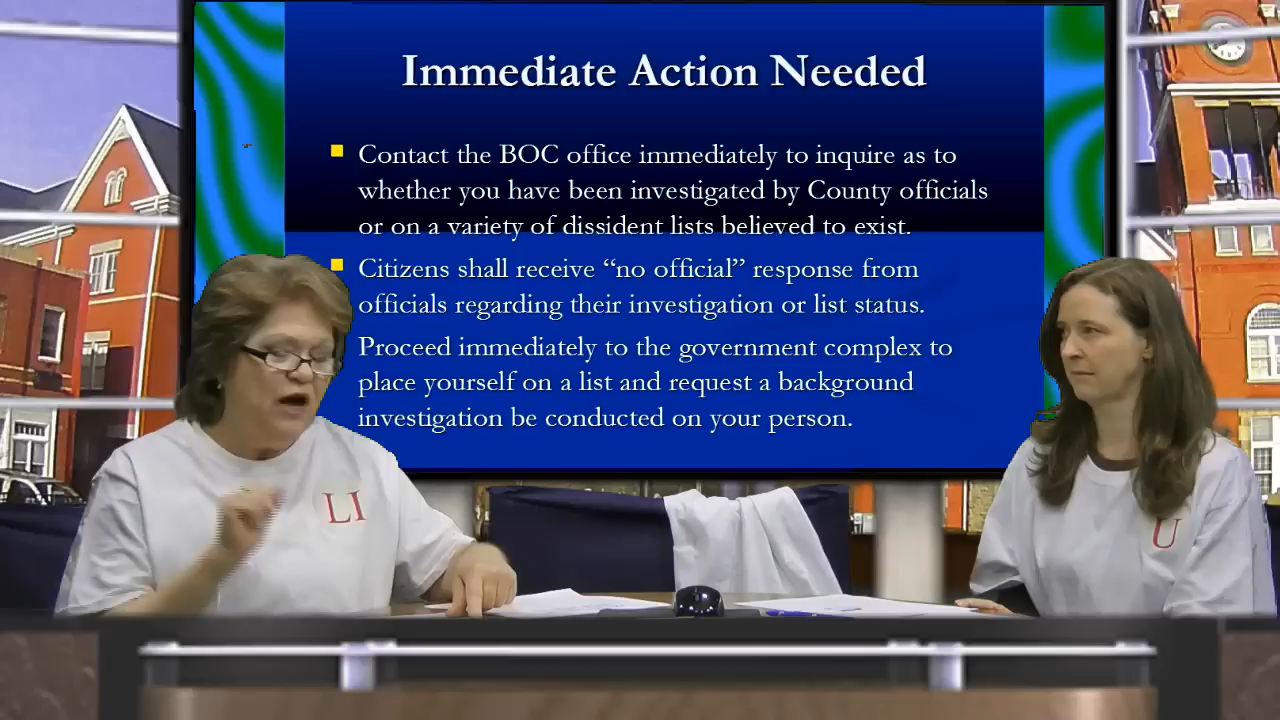 Immediate Action Needed
Contact the BOC office immediately to inquire as to
whether you have been investigated by County officials
or on a variety of dissident lists believed to exist.
Citizens shall receive “no official” response from
officials regarding their investigation or list status.
Proceed immediately to the government complex to
place yourself on a list and request a background
investigation be conducted on your person.
LI
U